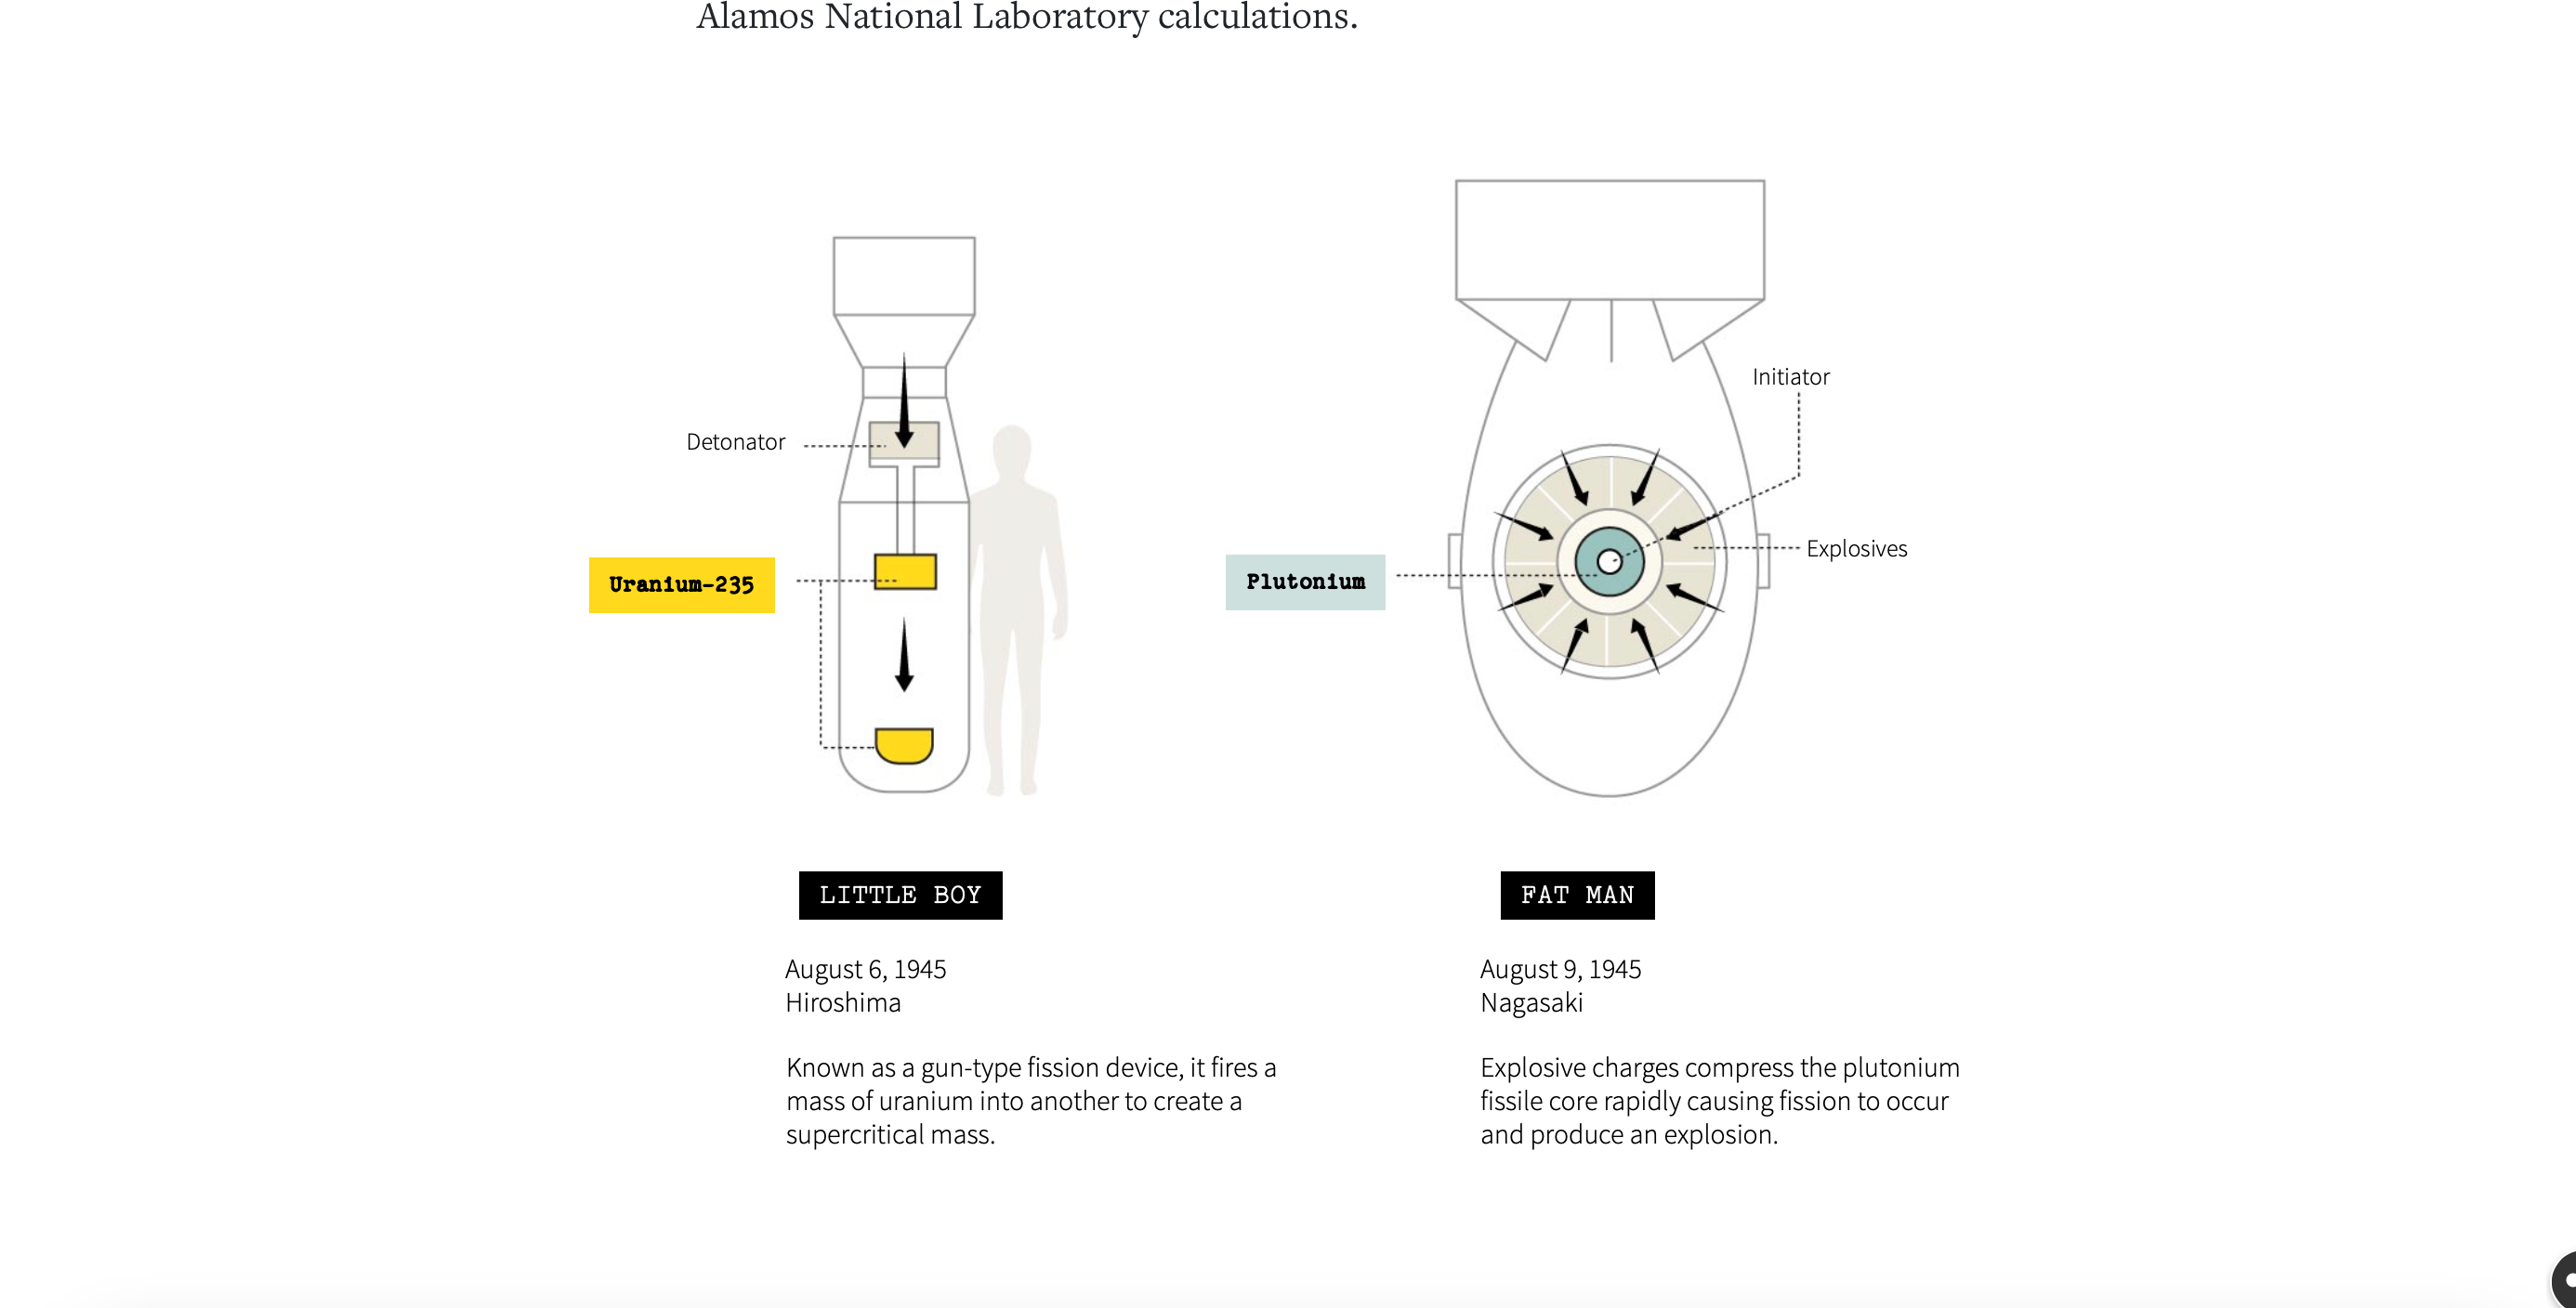 Alamos National Laboratory calculations.
Detonator
Uranium-235
LITTLE BOY
August 6, 1945
Hiroshima
Known as a gun-type fission device, it fires a
mass of uranium into another to create a
supercritical mass.
Initiator
Explosives
Plutonium
FAT MAN
August 9, 1945
Nagasaki
Explosive charges compress the plutonium
fissile core rapidly causing fission to occur
and produce an explosion.